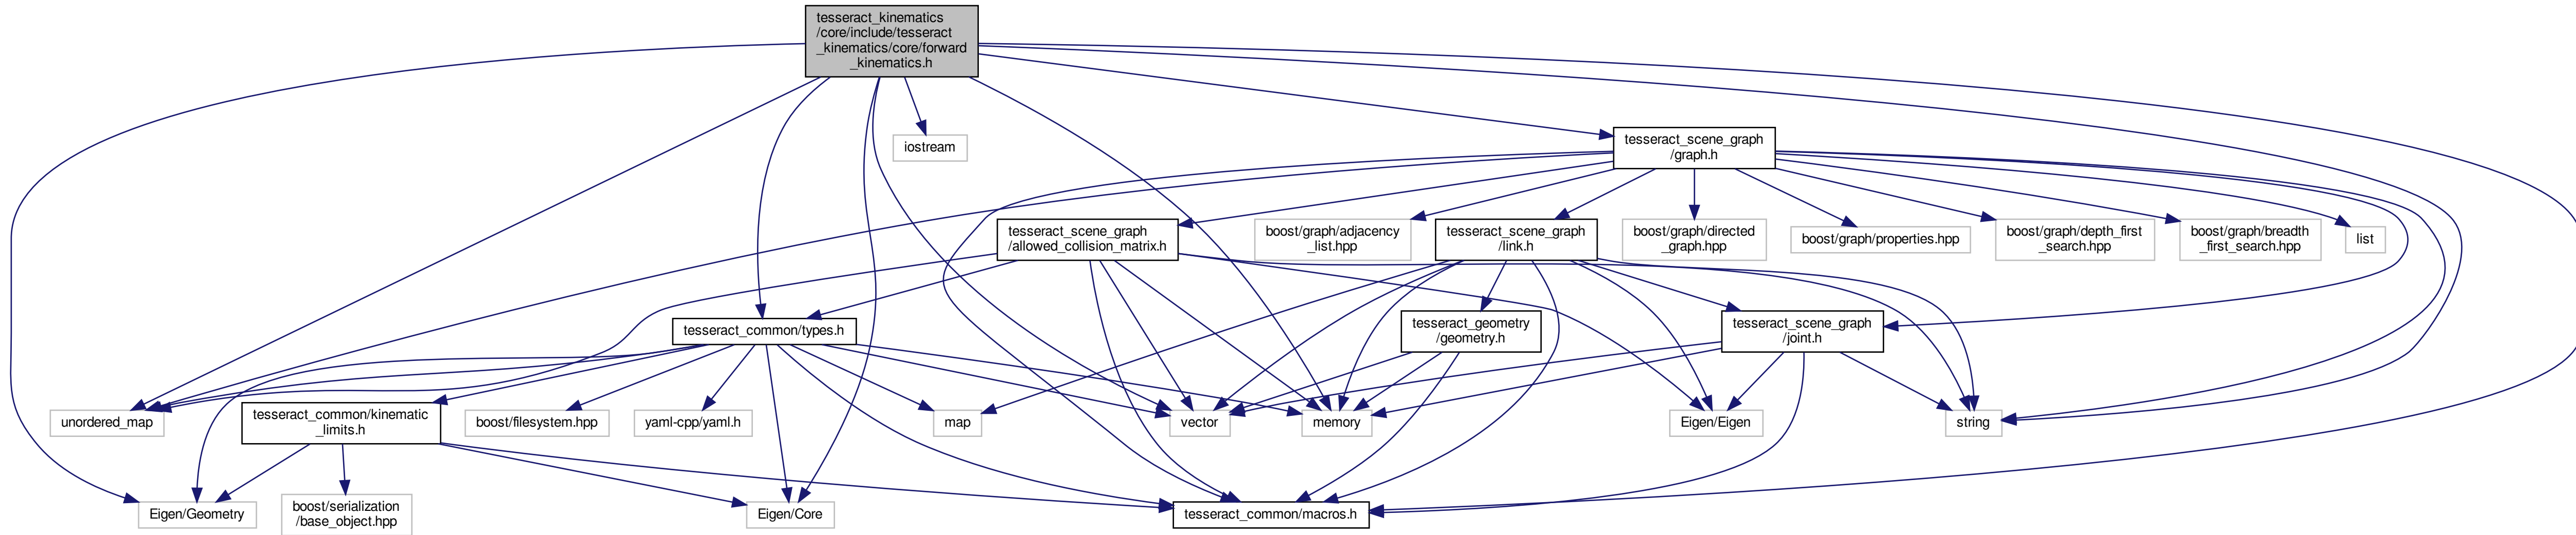 tesseract_kinematics
/core/include/tesseract
_kinematics/core/forward
_kinematics.h
iostream
tesseract_scene_graph
/graph.h
tesseract_scene_graph
/allowed_collision_matrix.h
boost/graph/adjacency
_list.hpp
tesseract_scene_graph
/link.h
boost/graph/directed
_graph.hpp
boost/graph/properties.hpp
boost/graph/depth_first
_search.hpp
boost/graph/breadth
_first_search.hpp
list
tesseract_common/types.h
tesseract_geometry
/geometry.h
tesseract_scene_graph
/joint.h
unordered_map
tesseract_common/kinematic
_limits.h
boost/filesystem.hpp
yaml-cpp/yaml.h
map
vector
memory
Eigen/Eigen
string
Eigen/Geometry
boost/serialization
/base_object.hpp
Eigen/Core
tesseract_common/macros.h